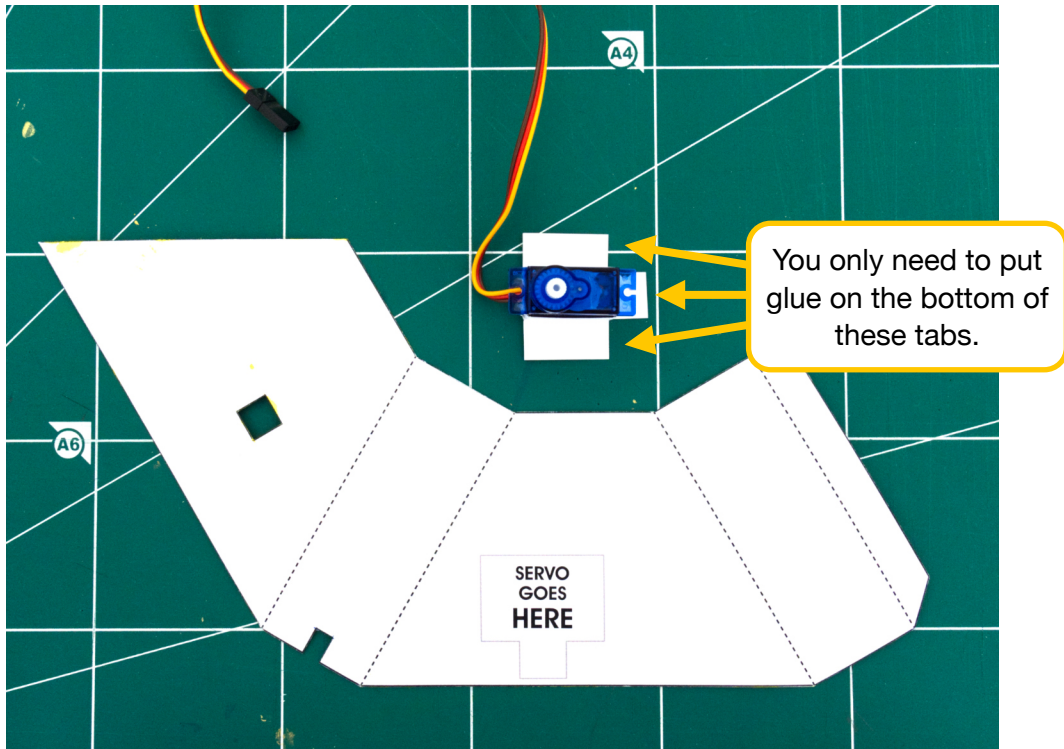 A4
You only need to put
glue on the bottom of
these tabs.
A6
SERVO
GOES
HERE